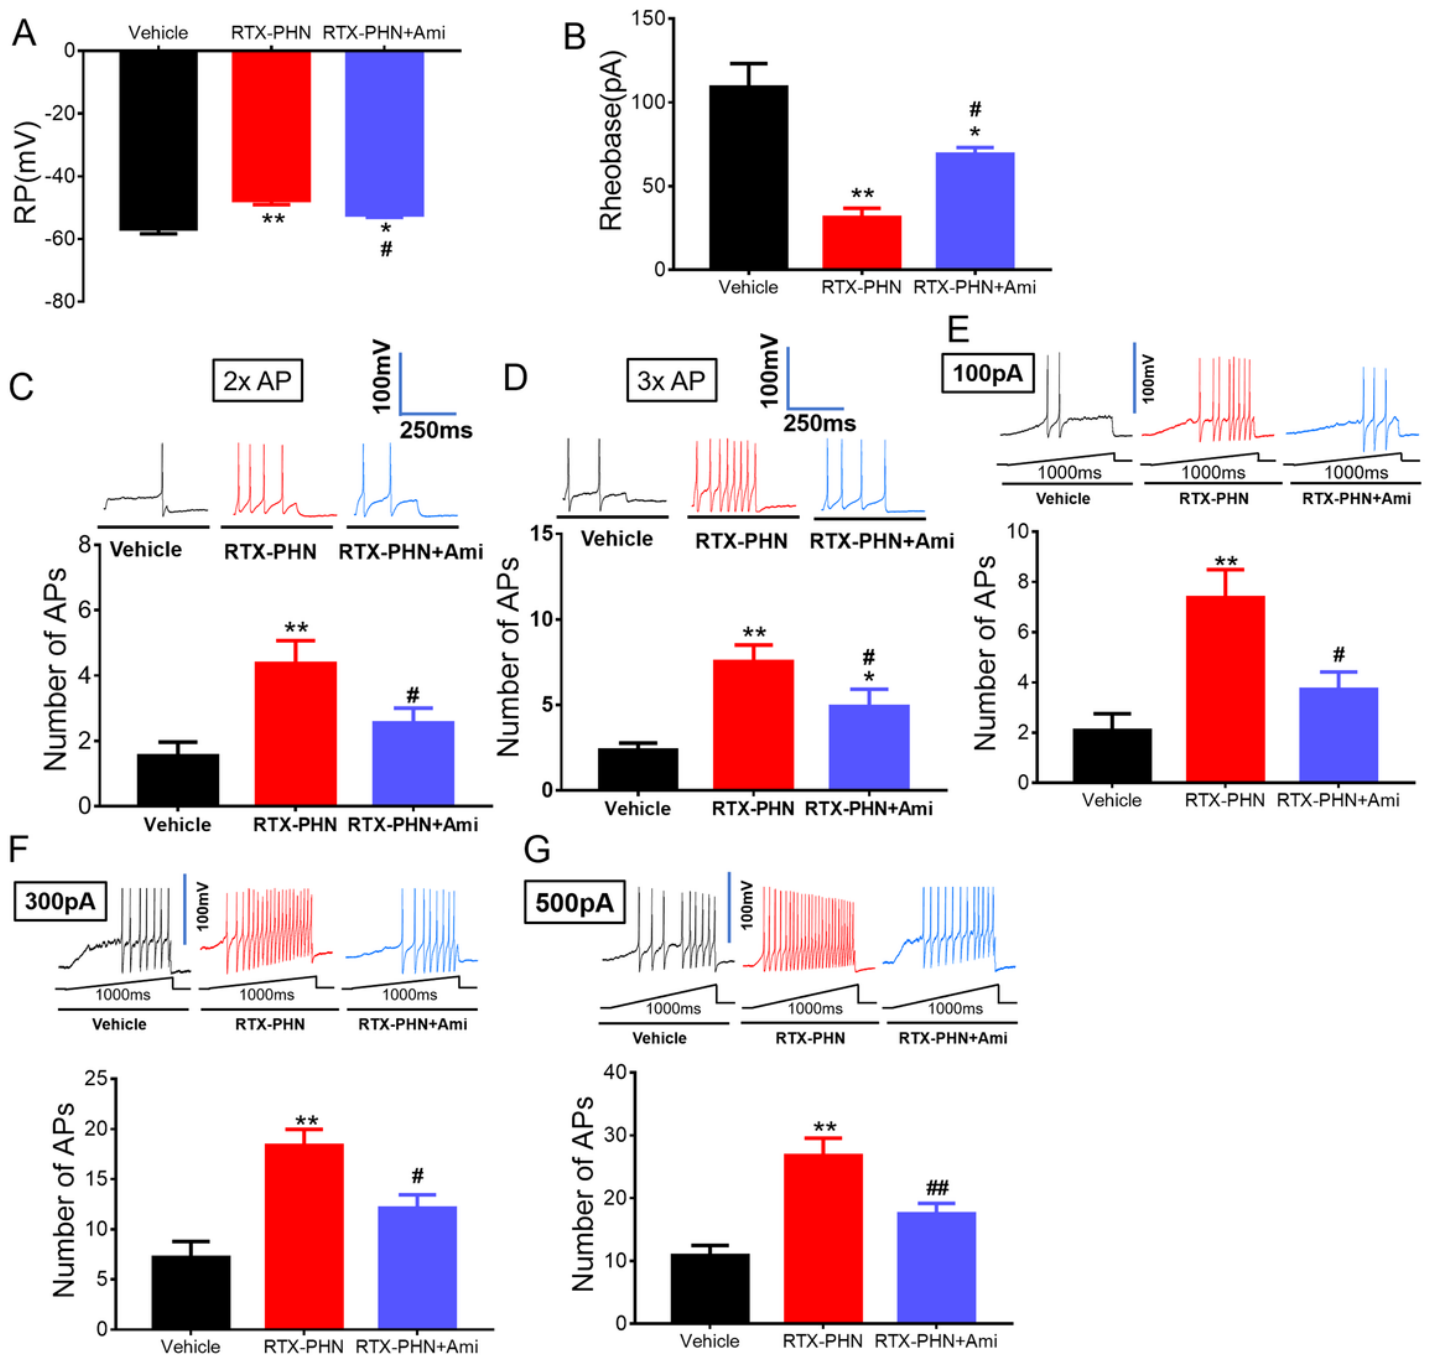 A
Vehicle RTX-PHN RTX-PHN+Ami
0
-20
-40
-60
-80
RP(mV)
**
*
#
B
150
100
50
0
Rheobase(pA)
**
#
*
Vehicle RTX-PHN RTX-PHN+Ami
C
2x AP
100mV
250ms
Vehicle RTX-PHN RTX-PHN+Ami
8
6
4
2
0
Number of APs
**
#
Vehicle RTX-PHN RTX-PHN+Ami
D
3x AP
100mV
250ms
Vehicle RTX-PHN RTX-PHN+Ami
15
10
5
0
Number of APs
**
#
*
Vehicle RTX-PHN RTX-PHN+Ami
E
100pA
100mV
1000ms 1000ms 1000ms
Vehicle RTX-PHN RTX-PHN+Ami
10
8
6
4
2
0
Number of APs
**
#
Vehicle RTX-PHN RTX-PHN+Ami
F
300pA
100mV
1000ms 1000ms 1000ms
Vehicle RTX-PHN RTX-PHN+Ami
25
20
15
10
5
0
Number of APs
**
#
Vehicle RTX-PHN RTX-PHN+Ami
G
500pA
100mV
1000ms 1000ms 1000ms
Vehicle RTX-PHN RTX-PHN+Ami
40
30
20
10
0
Number of APs
**
##
Vehicle RTX-PHN RTX-PHN+Ami